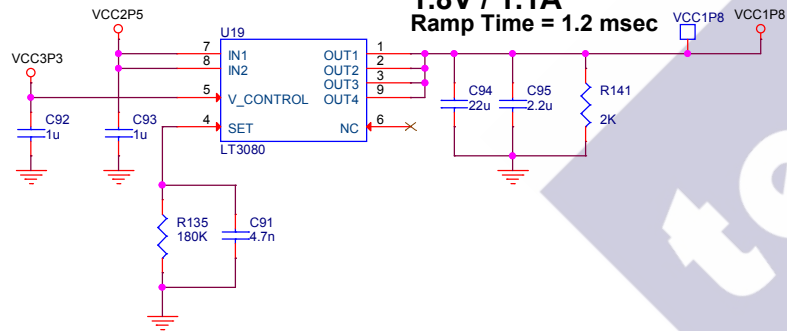 1.8V / 1.1A
Ramp Time = 1.2 msec
VCC2P5
VCC3P3
VCC1P8
VCC1P8
U19
7 IN1 OUT1 1
8 IN2 OUT2 2
OUT3 3
5 V_CONTROL OUT4 9
4 SET NC 6
LT3080
C92
1u
C93
1u
C94
22u
C95
2.2u
R141
2K
R135
180K
C91
4.7n